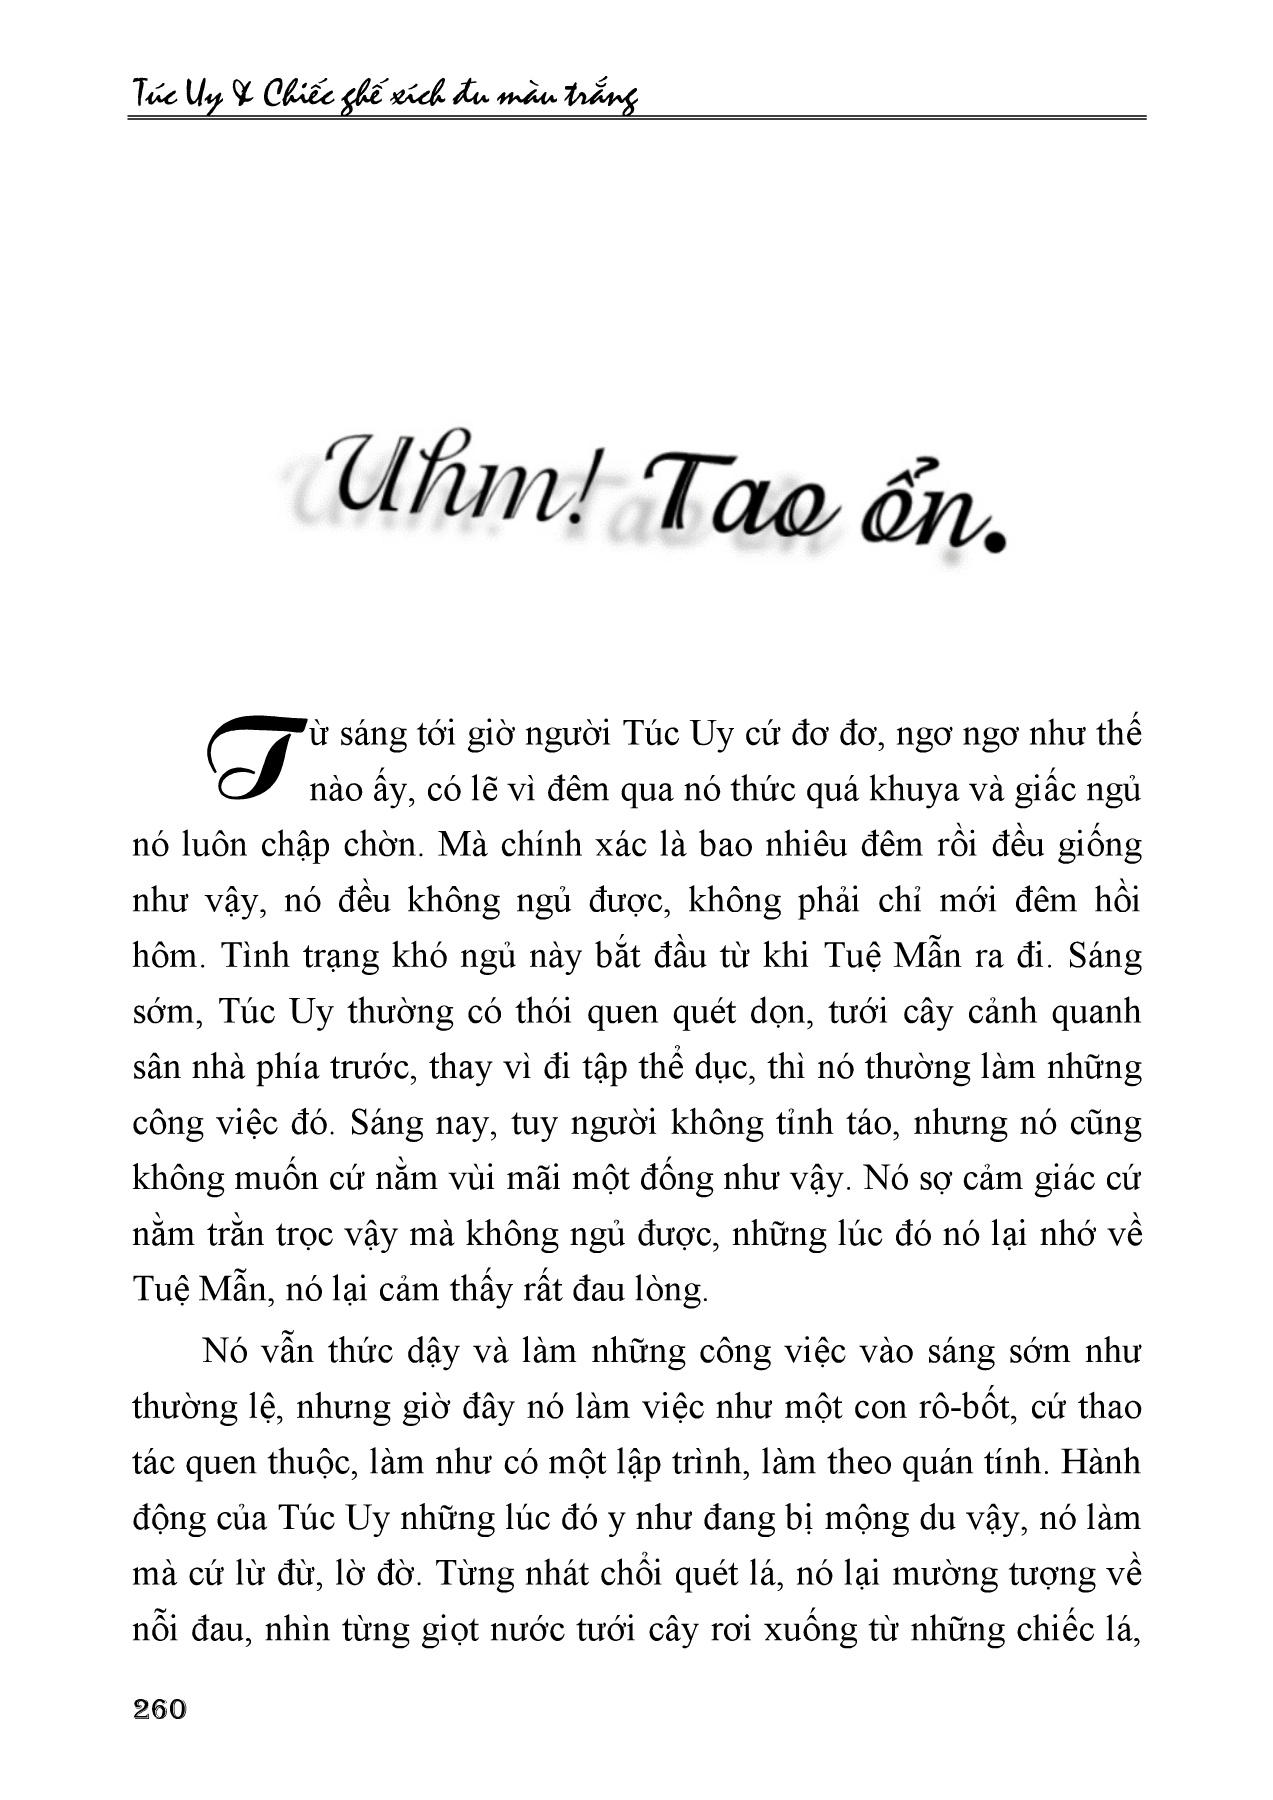 Túc Uy & Chiếc ghế xích đu màu trắng
Uhm! Tao ổn.
Từ sáng tới giờ người Túc Uy cứ đơ đơ, ngơ ngơ như thế
nào ấy, có lẽ vì đêm qua nó thức quá khuya và giấc ngủ
nó luôn chập chờn. Mà chính xác là bao nhiêu đêm rồi đều giống
như vậy, nó đều không ngủ được, không phải chỉ mới đêm hồi
hôm. Tình trạng khó ngủ này bắt đầu từ khi Tuệ Mẫn ra đi. Sáng
sớm, Túc Uy thường có thói quen quét dọn, tưới cây cảnh quanh
sân nhà phía trước, thay vì đi tập thể dục, thì nó thường làm những
công việc đó. Sáng nay, tuy người không tỉnh táo, nhưng nó cũng
không muốn cứ nằm vùi mãi một đống như vậy. Nó sợ cảm giác cứ
nằm trằn trọc vậy mà không ngủ được, những lúc đó nó lại nhớ về
Tuệ Mẫn, nó lại cảm thấy rất đau lòng.
Nó vẫn thức dậy và làm những công việc vào sáng sớm như
thường lệ, nhưng giờ đây nó làm việc như một con rô-bốt, cứ thao
tác quen thuộc, làm như có một lập trình, làm theo quán tính. Hành
động của Túc Uy những lúc đó y như đang bị mộng du vậy, nó làm
mà cứ lừ đừ, lờ đờ. Từng nhát chổi quét lá, nó lại mường tượng về
nỗi đau, nhìn từng giọt nước tưới cây rơi xuống từ những chiếc lá,
260